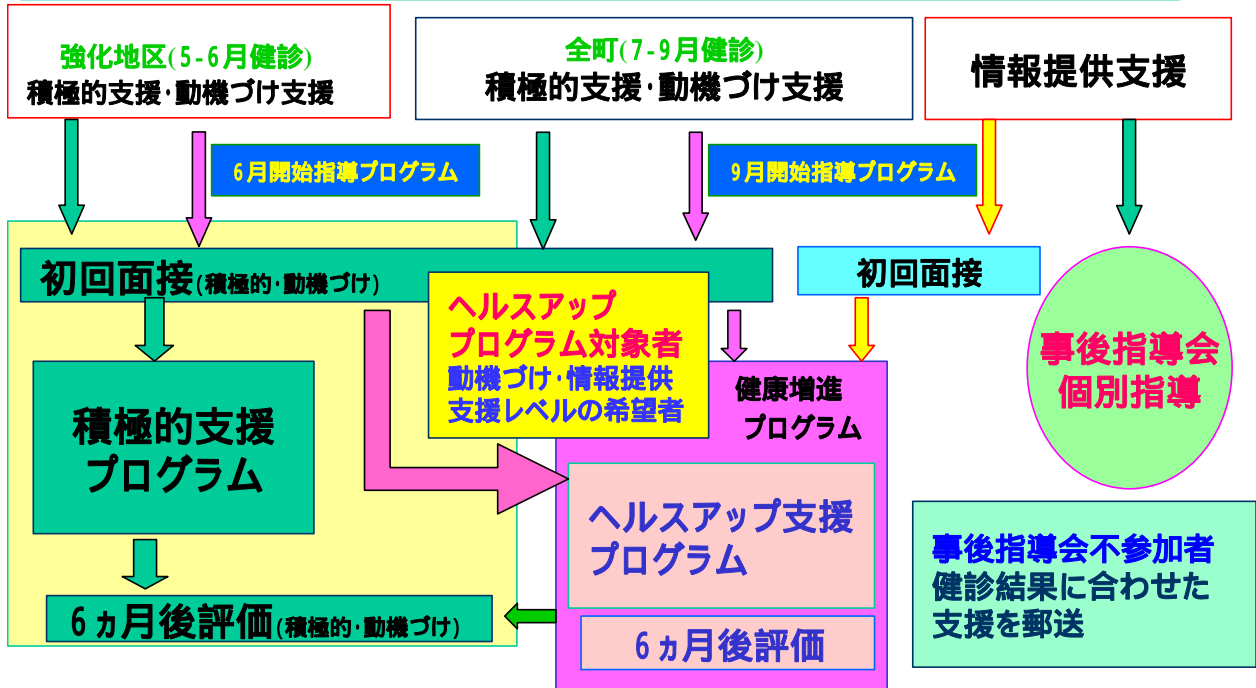 強化地区(5-6月健診)
積極的支援・動機づけ支援
全町(7-9月健診)
積極的支援・動機づけ支援
情報提供支援
6月開始指導プログラム
9月開始指導プログラム
初回面接(積極的・動機づけ)
初回面接
ヘルスアップ
プログラム対象者
動機づけ・情報提供
支援レベルの希望者
積極的支援
プログラム
健康増進
プログラム
事後指導会
個別指導
ヘルスアップ支援
プログラム
6ヵ月後評価(積極的・動機づけ)
6ヵ月後評価
事後指導会不参加者
健診結果に合わせた
支援を郵送